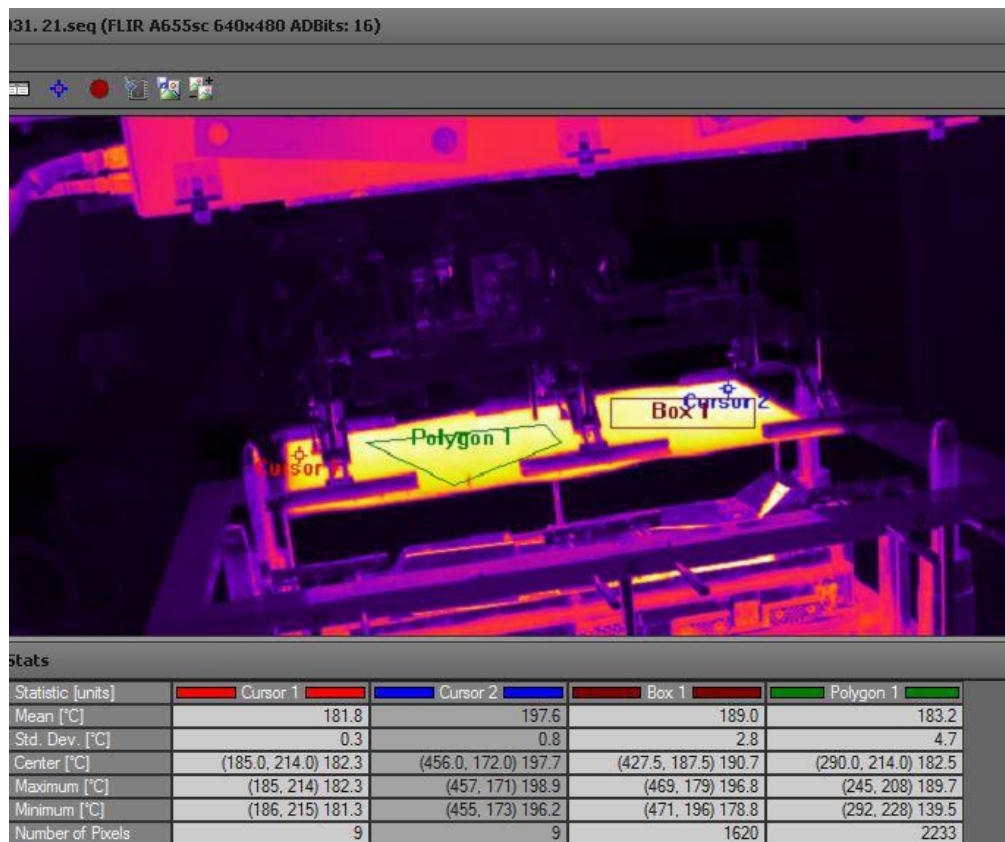 031. 21.seq (FLIR A655sc 640x480 ADBits: 16)
Polygon 1
Box 1
Cursor 2
Stats
Statistic [units] Cursor 1 Cursor 2 Box 1 Polygon 1
Mean [°C] 181.8 197.6 189.0 183.2
Std. Dev. [°C] 0.3 0.8 2.8 4.7
Center [°C] (185.0, 214.0) 182.3 (456.0, 172.0) 197.7 (427.5, 187.5) 190.7 (290.0, 214.0) 182.5
Maximum [°C] (185, 214) 182.3 (457, 171) 198.9 (469, 179) 196.8 (245, 208) 189.7
Minimum [°C] (186, 215) 181.3 (455, 173) 196.2 (471, 196) 178.8 (292, 228) 139.5
Number of Pixels 9 9 1620 2233